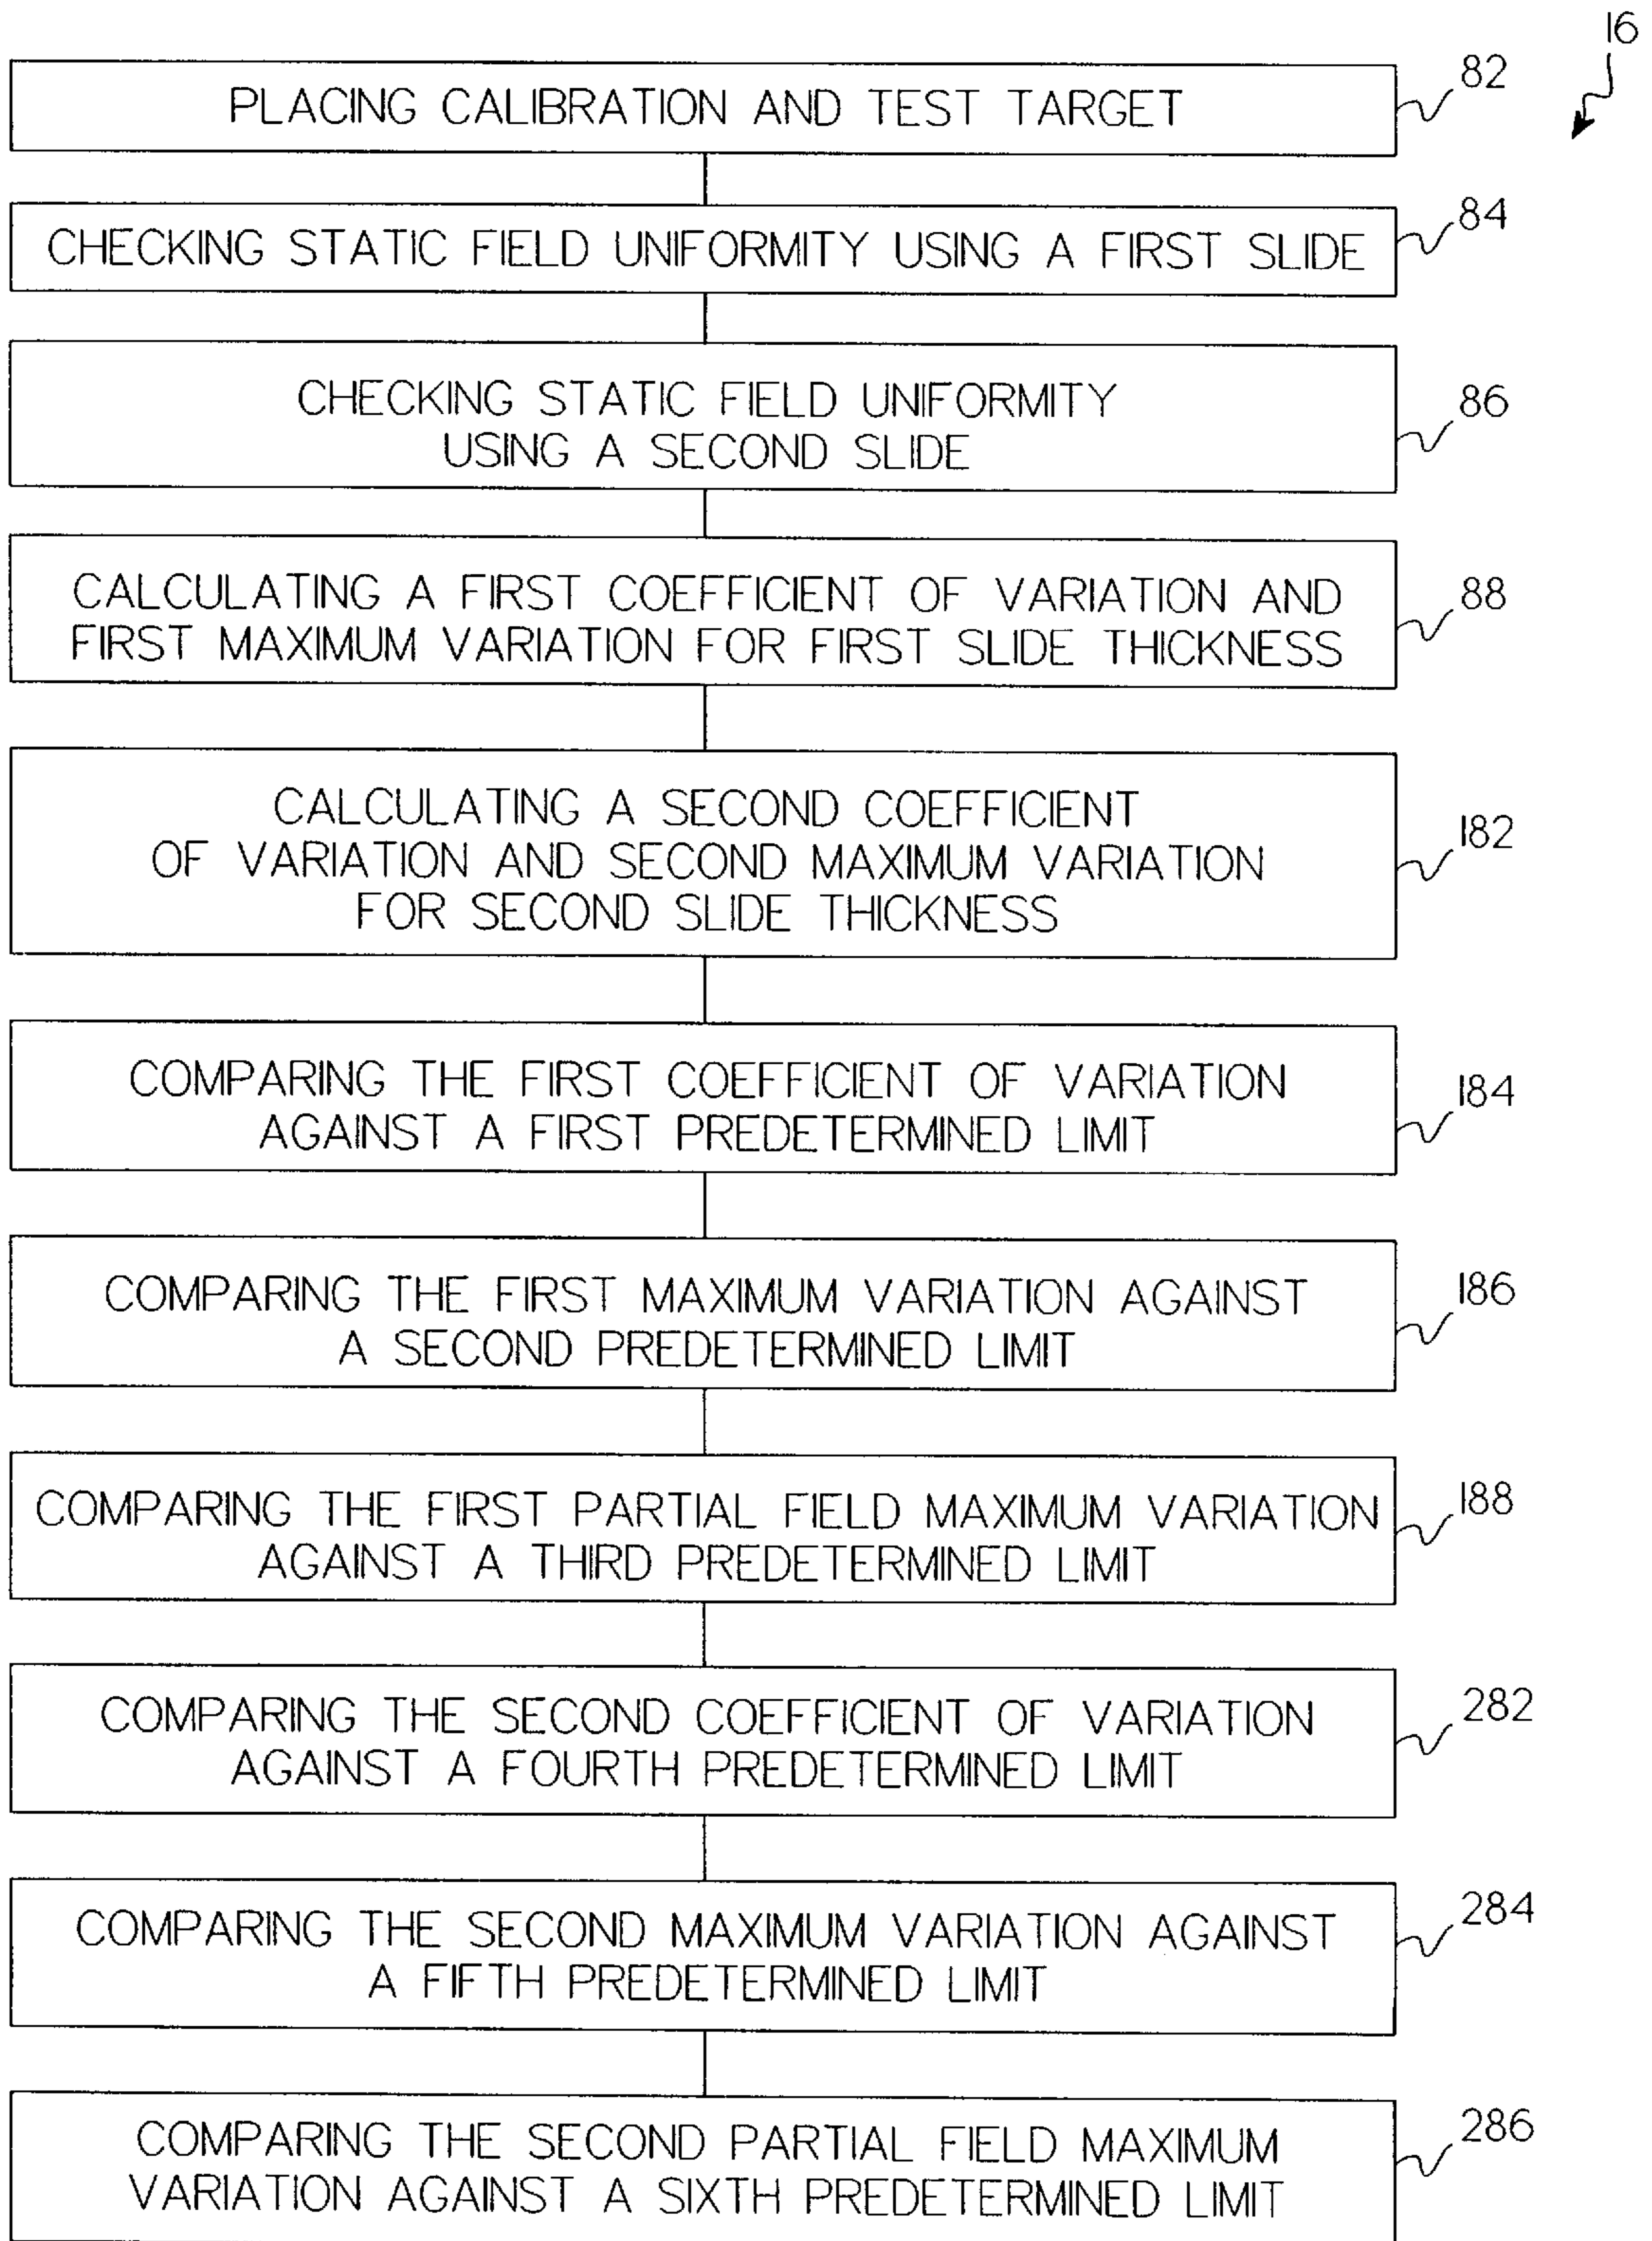 16
PLACING CALIBRATION AND TEST TARGET
82
CHECKING STATIC FIELD UNIFORMITY USING A FIRST SLIDE
84
CHECKING STATIC FIELD UNIFORMITY
USING A SECOND SLIDE
86
CALCULATING A FIRST COEFFICIENT OF VARIATION AND
FIRST MAXIMUM VARIATION FOR FIRST SLIDE THICKNESS
88
CALCULATING A SECOND COEFFICIENT
OF VARIATION AND SECOND MAXIMUM VARIATION
FOR SECOND SLIDE THICKNESS
182
COMPARING THE FIRST COEFFICIENT OF VARIATION
AGAINST A FIRST PREDETERMINED LIMIT
184
COMPARING THE FIRST MAXIMUM VARIATION AGAINST
A SECOND PREDETERMINED LIMIT
186
COMPARING THE FIRST PARTIAL FIELD MAXIMUM VARIATION
AGAINST A THIRD PREDETERMINED LIMIT
188
COMPARING THE SECOND COEFFICIENT OF VARIATION
AGAINST A FOURTH PREDETERMINED LIMIT
282
COMPARING THE SECOND MAXIMUM VARIATION AGAINST
A FIFTH PREDETERMINED LIMIT
284
COMPARING THE SECOND PARTIAL FIELD MAXIMUM
VARIATION AGAINST A SIXTH PREDETERMINED LIMIT
286